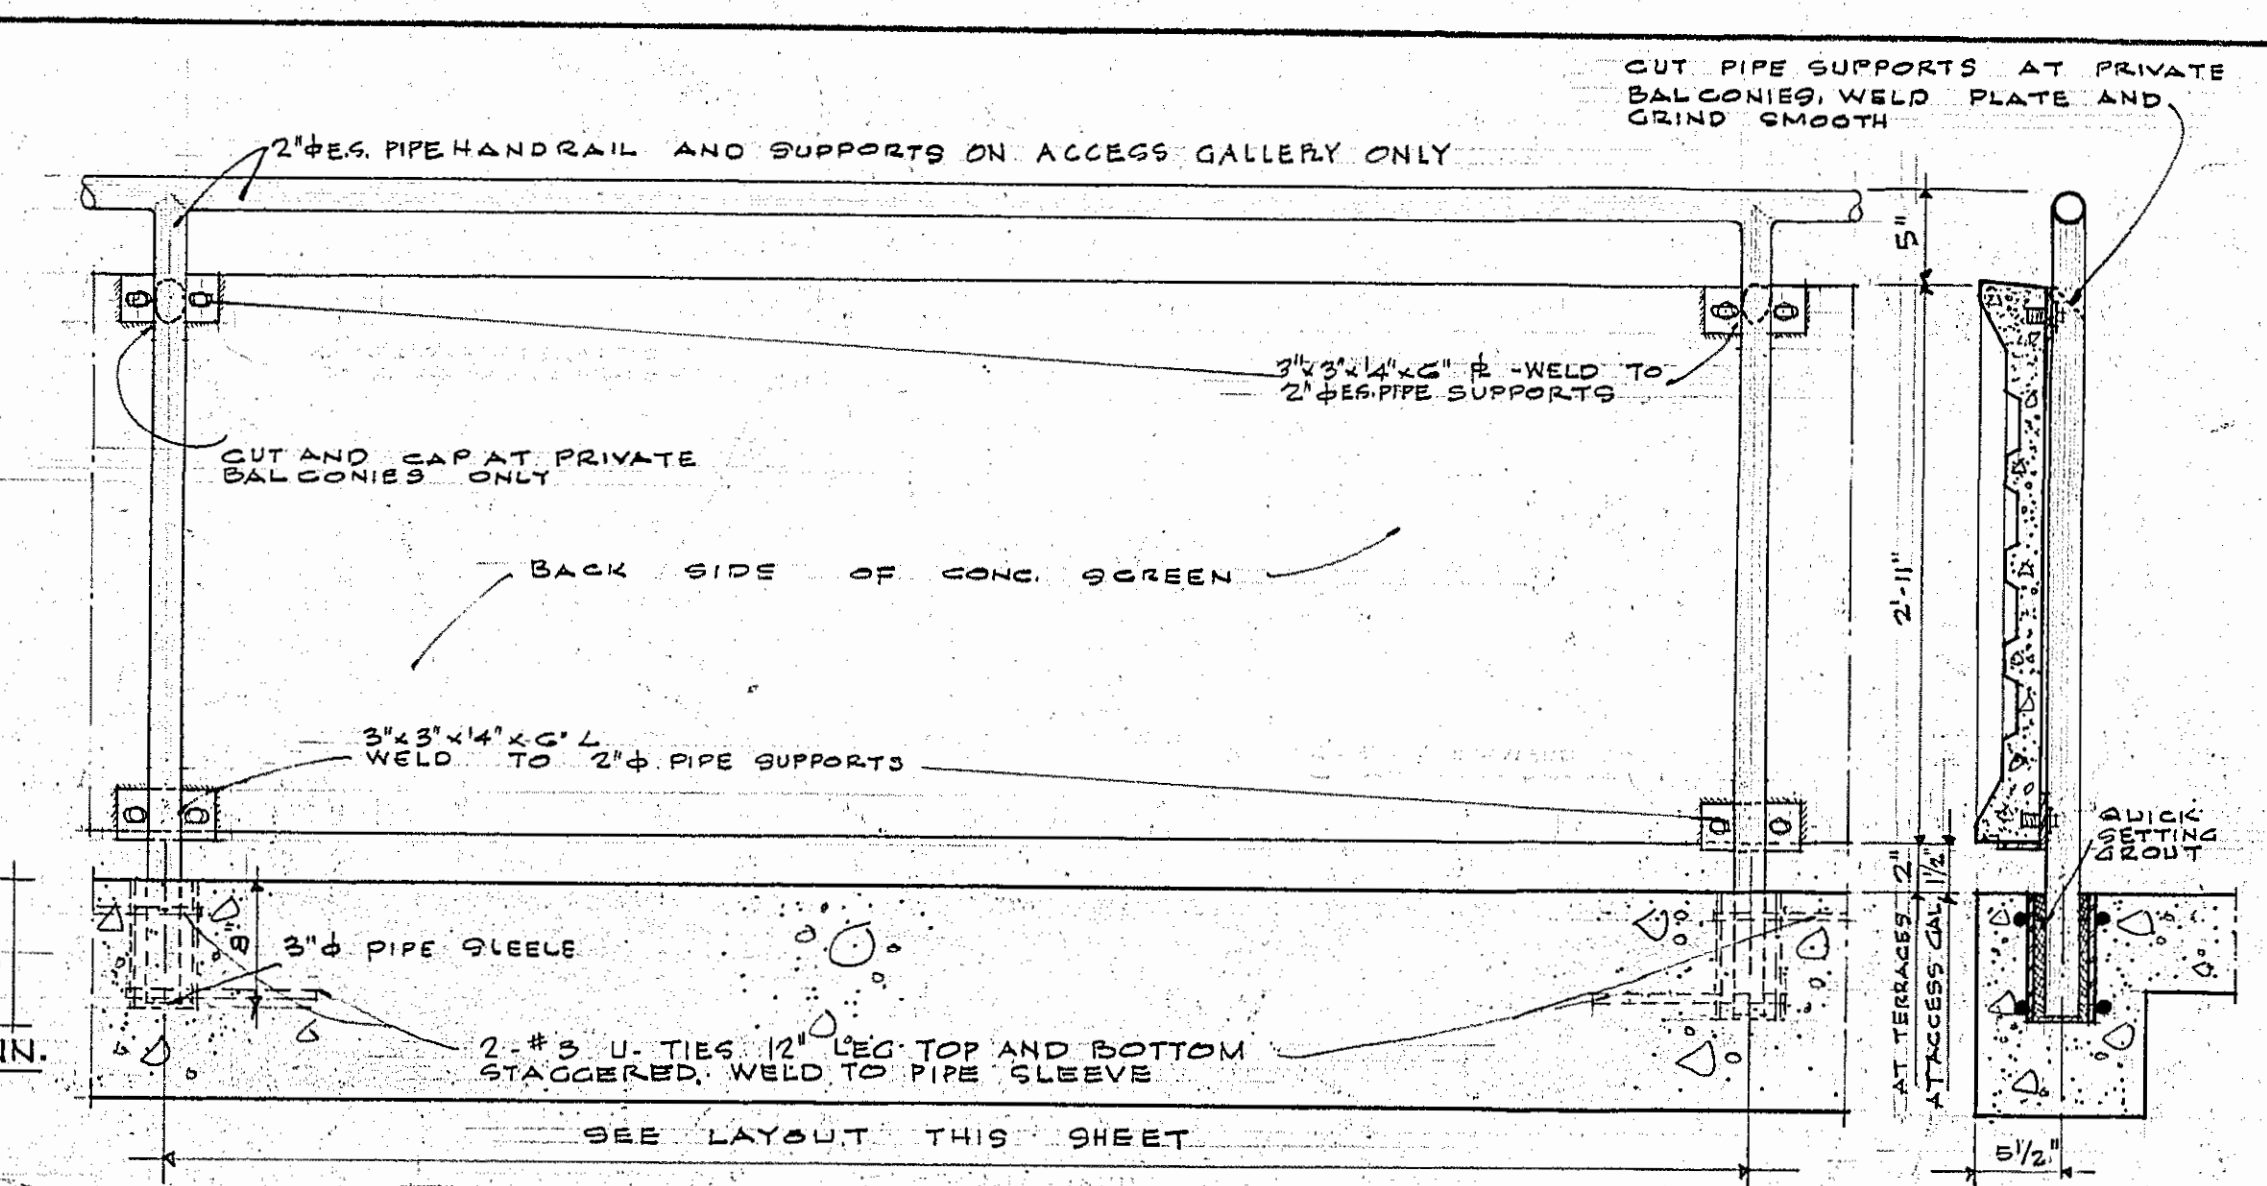 CUT PIPE SUPPORTS AT PRIVATE
BALCONIES, WELD PLATE AND
GRIND SMOOTH
2"ɸE.S. PIPE HANDRAIL AND SUPPORTS ON ACCESS GALLERY ONLY
5"
3"x3"x1/4"x6" ⅊ -WELD TO
2"ɸE.S. PIPE SUPPORTS
CUT AND CAP AT PRIVATE
BALCONIES ONLY
BACK SIDE OF CONC. SCREEN
2'-11"
3"x3"x1/4"x6" L
WELD TO 2"ɸ PIPE SUPPORTS
QUICK
SETTING
GROUT
AT TERRACES 2"
AT ACCESS GAL. 1 1/2"
8"
3"ɸ PIPE SLEELE
2-#3 U-TIES 12" LEG TOP AND BOTTOM
STAGGERED. WELD TO PIPE SLEEVE
IN.
SEE LAYOUT THIS SHEET
5 1/2"